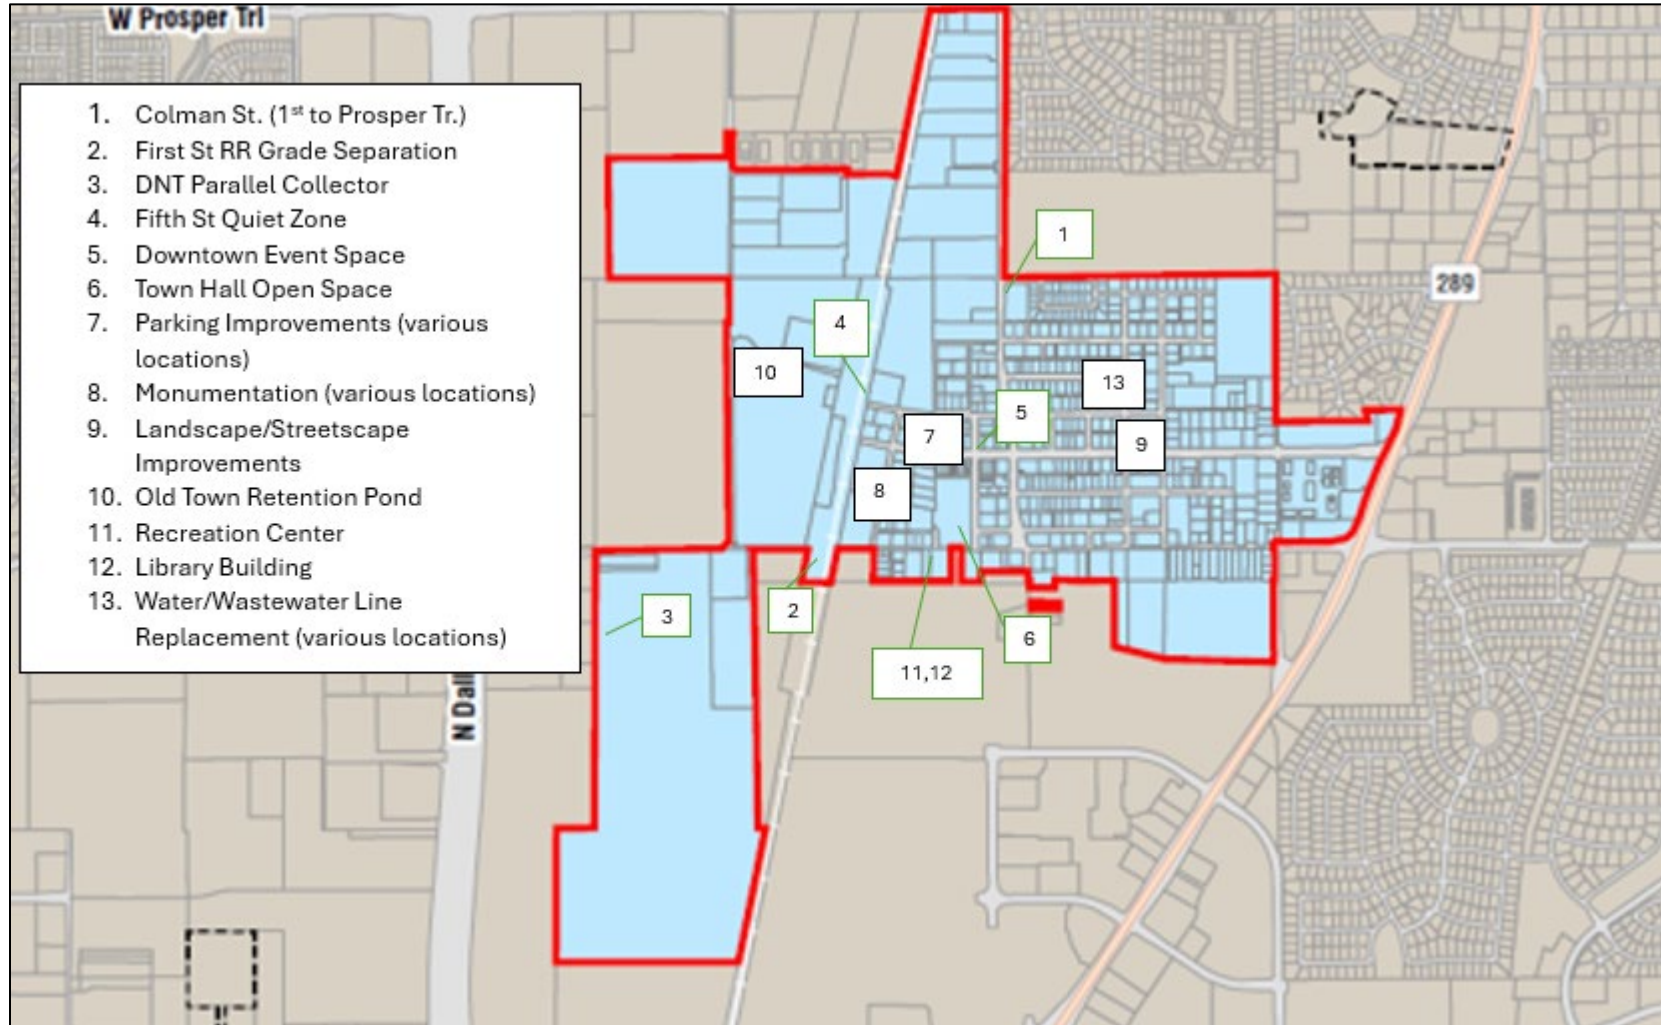 W Prosper Trl
1. Colman St. (1st to Prosper Tr.)
2. First St RR Grade Separation
3. DNT Parallel Collector
4. Fifth St Quiet Zone
5. Downtown Event Space
6. Town Hall Open Space
7. Parking Improvements (various
locations)
8. Monumentation (various locations)
9. Landscape/Streetscape
Improvements
10. Old Town Retention Pond
11. Recreation Center
12. Library Building
13. Water/Wastewater Line
Replacement (various locations)
1
289
4
10
13
5
7
9
8
2
3
6
11,12
N Dall